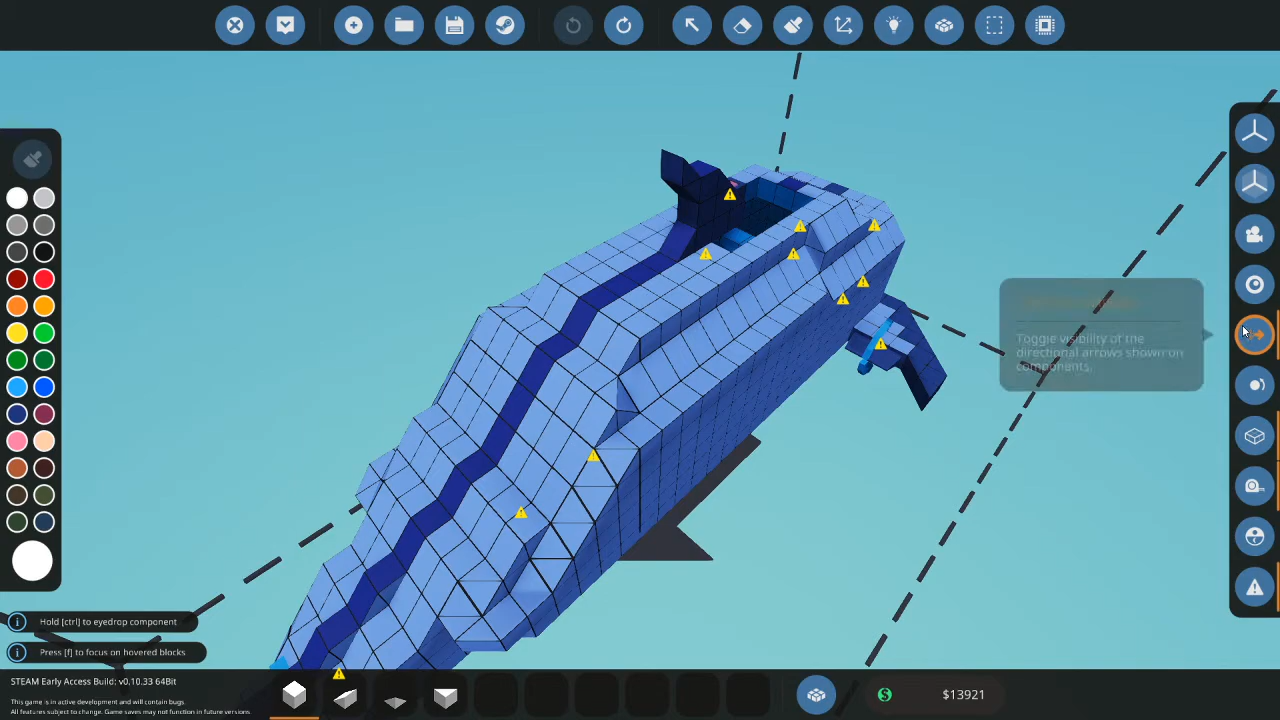 Toggle visibility of the
directional arrows shown on
components.
Hold [ctrl] to eyedrop component
Press [f] to focus on hovered blocks
STEAM Early Access Build: v0.10.33 64Bit
This game is in active development and will contain bugs.
All features subject to change. Game saves may not function in future versions.
$13921